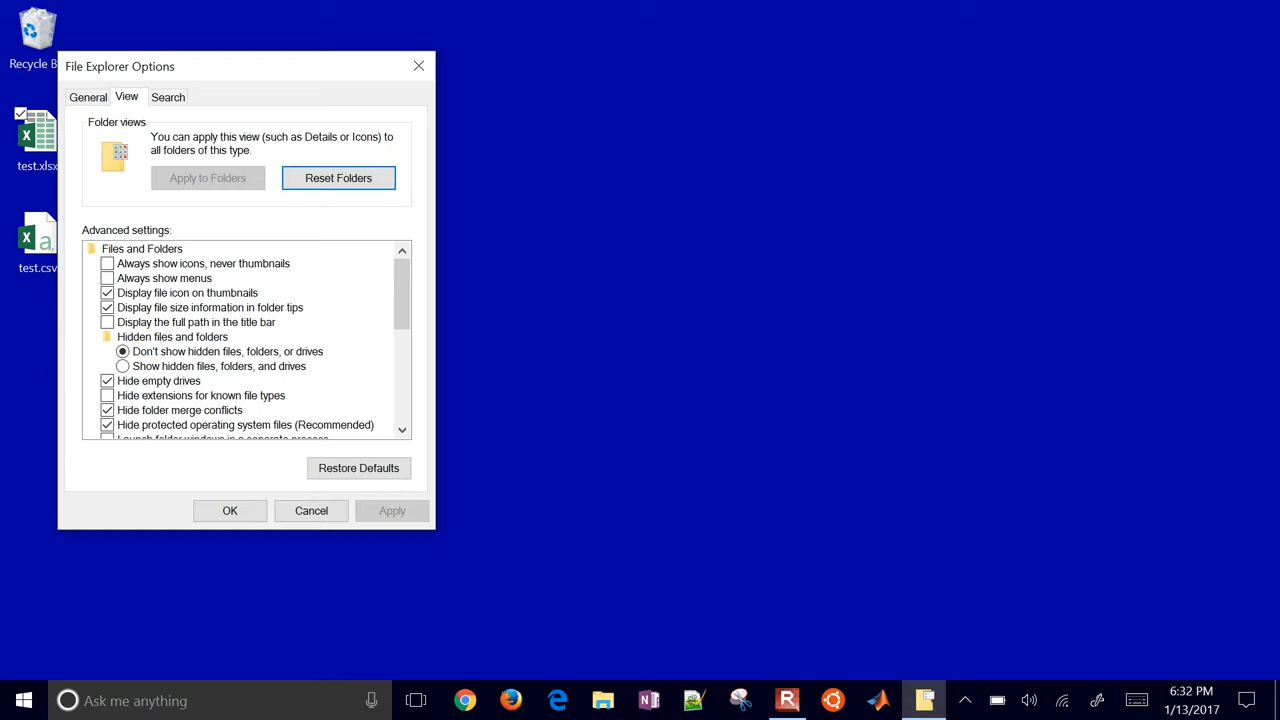 Recycle B
test.xlsx
test.csv
File Explorer Options
General
View
Search
Folder views
You can apply this view (such as Details or Icons) to
all folders of this type.
Apply to Folders
Reset Folders
Advanced settings:
Files and Folders
Always show icons, never thumbnails
Always show menus
Display file icon on thumbnails
Display file size information in folder tips
Display the full path in the title bar
Hidden files and folders
Don't show hidden files, folders, or drives
Show hidden files, folders, and drives
Hide empty drives
Hide extensions for known file types
Hide folder merge conflicts
Hide protected operating system files (Recommended)
Launch folder windows in a separate process
Restore Defaults
OK
Cancel
Apply
Ask me anything
6:32 PM
1/13/2017